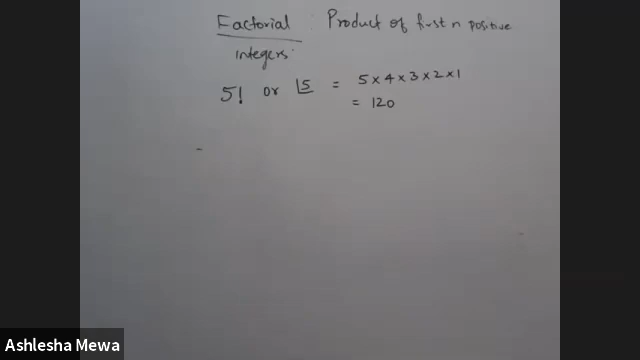 Factorial : Product of first n positive
integers.
5! or ⌊5 = 5 × 4 × 3 × 2 × 1
= 120
Ashlesha Mewa